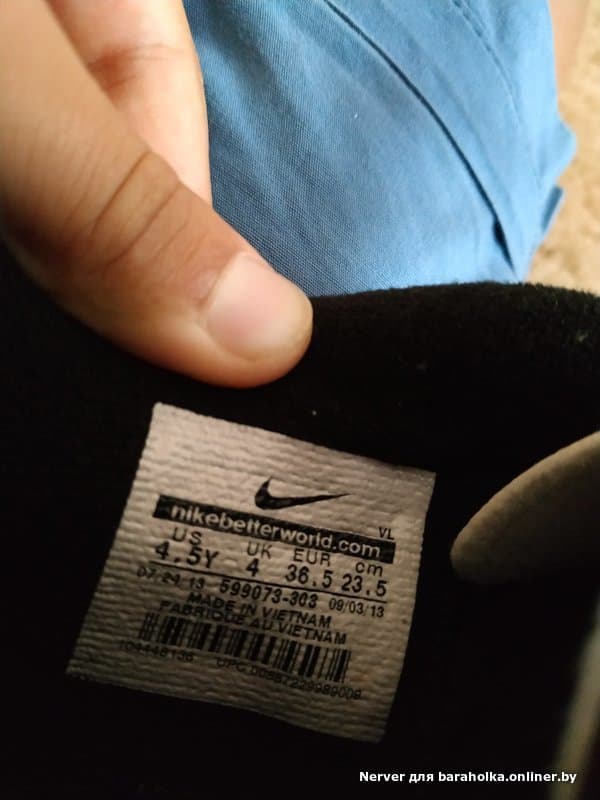 nikebetterworld.com
VL
US UK EUR cm
4.5Y 4 36.5 23.5
07/24/13 599073-303 09/03/13
MADE IN VIETNAM
FABRIQUE AU VIETNAM
UPC
Nerver для baraholka.onliner.by